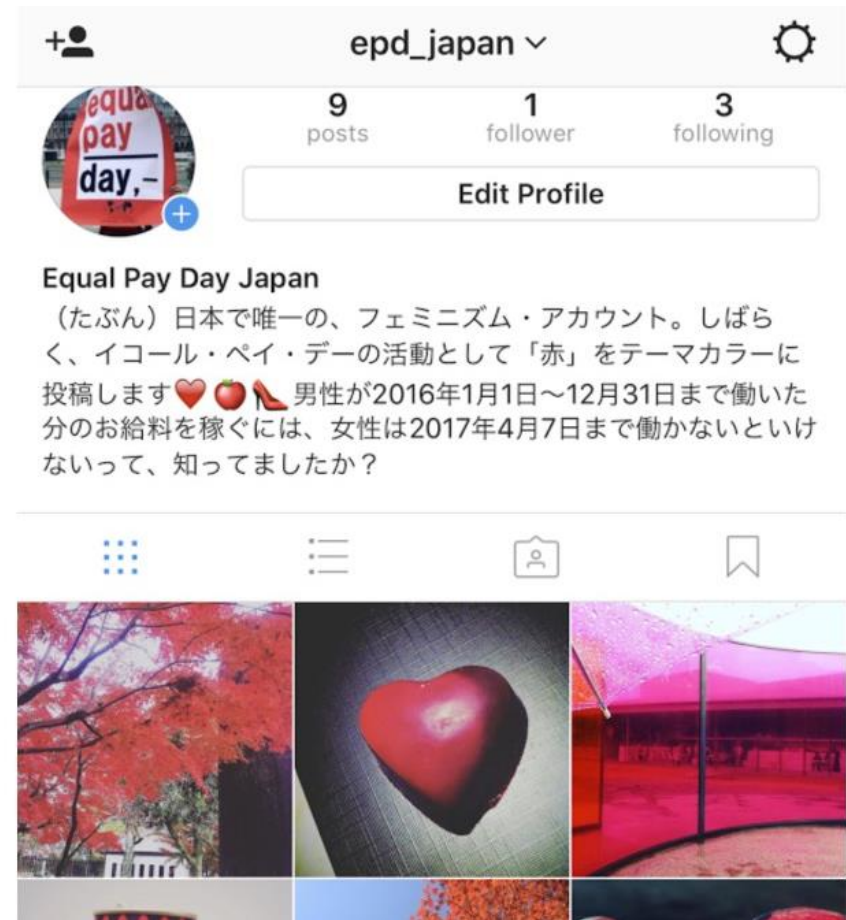 epd_japan
9
1
3
posts
follower
following
Edit Profile
equal
pay
day,-
Equal Pay Day Japan
（たぶん）日本で唯一の、フェミニズム・アカウント。しばら
く、イコール・ペイ・デーの活動として「赤」をテーマカラーに
投稿します❤️🍎👠男性が2016年1月1日〜12月31日まで働いた
分のお給料を稼ぐには、女性は2017年4月7日まで働かないといけ
ないって、知ってましたか？